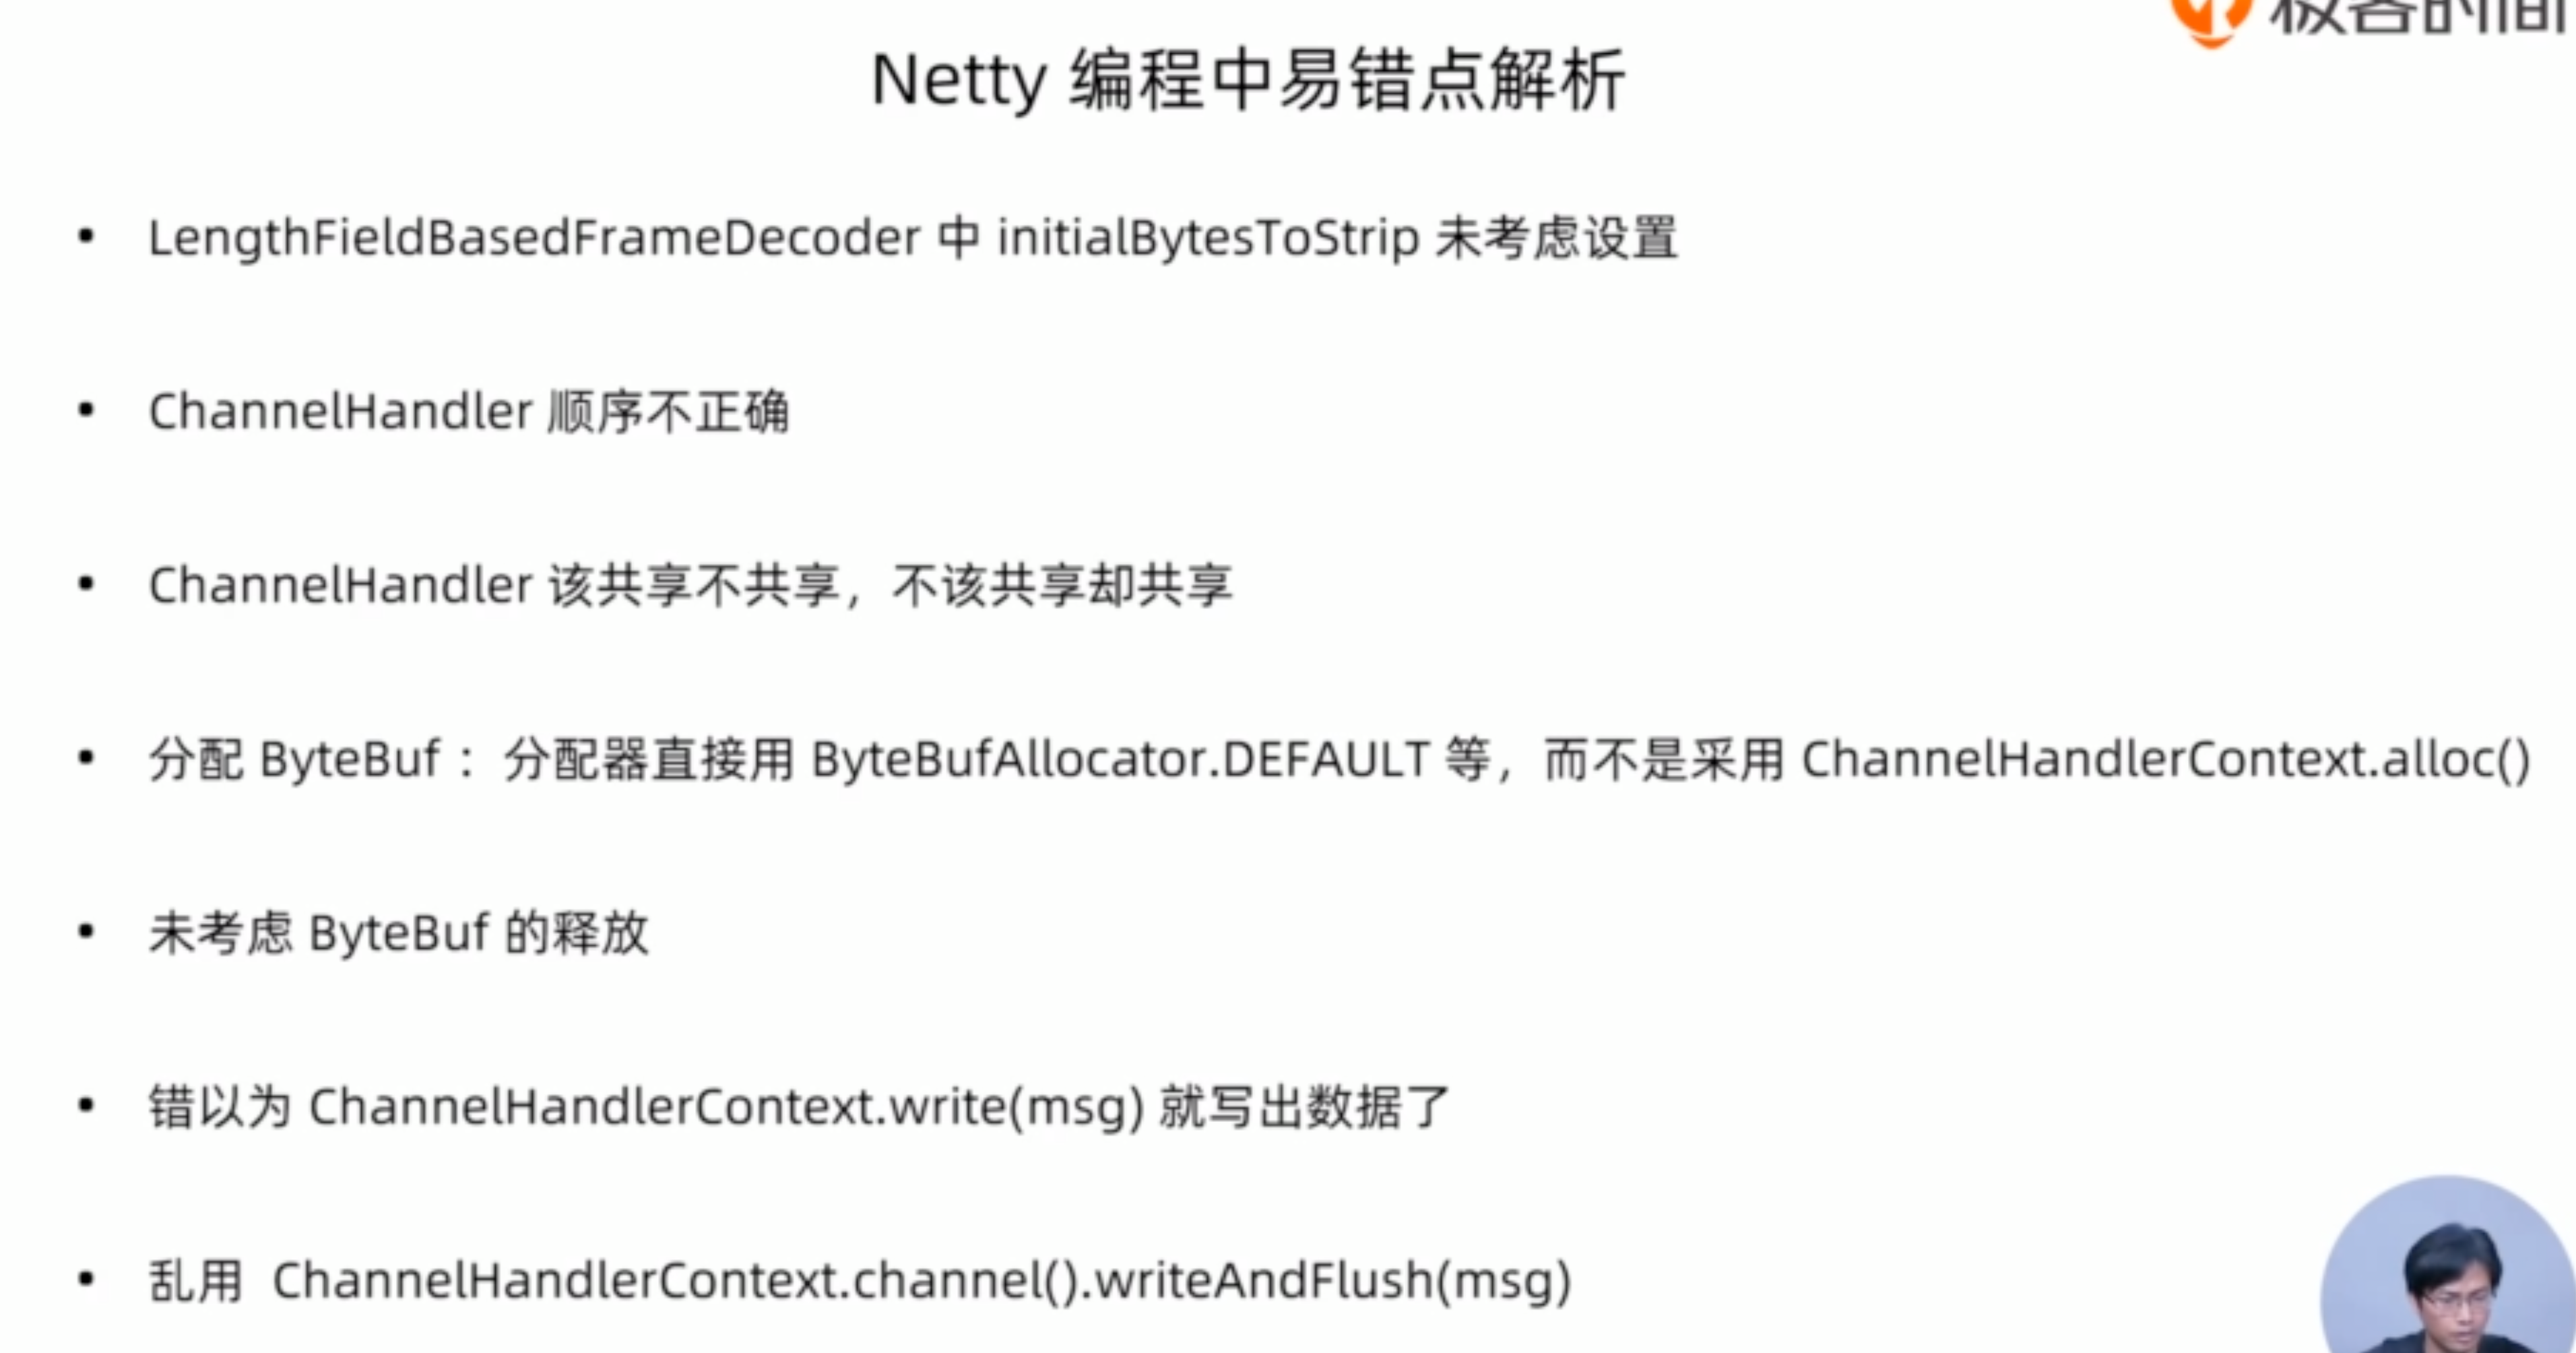 极客时间
Netty 编程中易错点解析
• LengthFieldBasedFrameDecoder 中 initialBytesToStrip 未考虑设置
• ChannelHandler 顺序不正确
• ChannelHandler 该共享不共享，不该共享却共享
• 分配 ByteBuf ：分配器直接用 ByteBufAllocator.DEFAULT 等，而不是采用 ChannelHandlerContext.alloc()
• 未考虑 ByteBuf 的释放
• 错以为 ChannelHandlerContext.write(msg) 就写出数据了
• 乱用 ChannelHandlerContext.channel().writeAndFlush(msg)